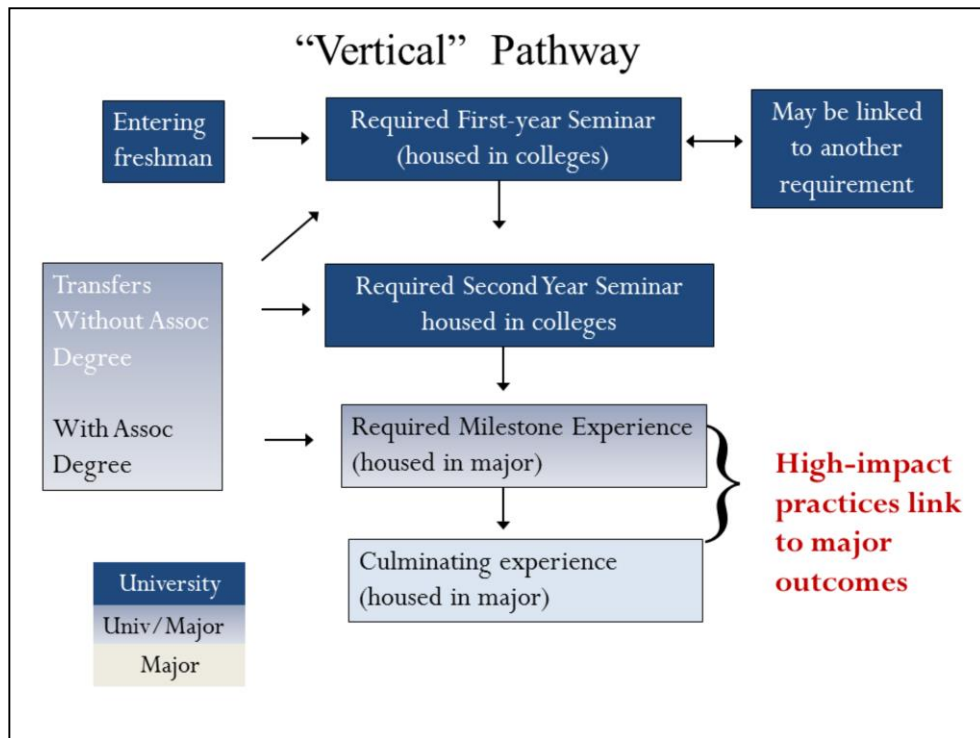 “Vertical” Pathway
Entering
freshman
Required First-year Seminar
(housed in colleges)
May be linked
to another
requirement
Transfers
Without Assoc
Degree
With Assoc
Degree
Required Second Year Seminar
housed in colleges
Required Milestone Experience
(housed in major)
High-impact
practices link
to major
outcomes
Culminating experience
(housed in major)
University
Univ/Major
Major